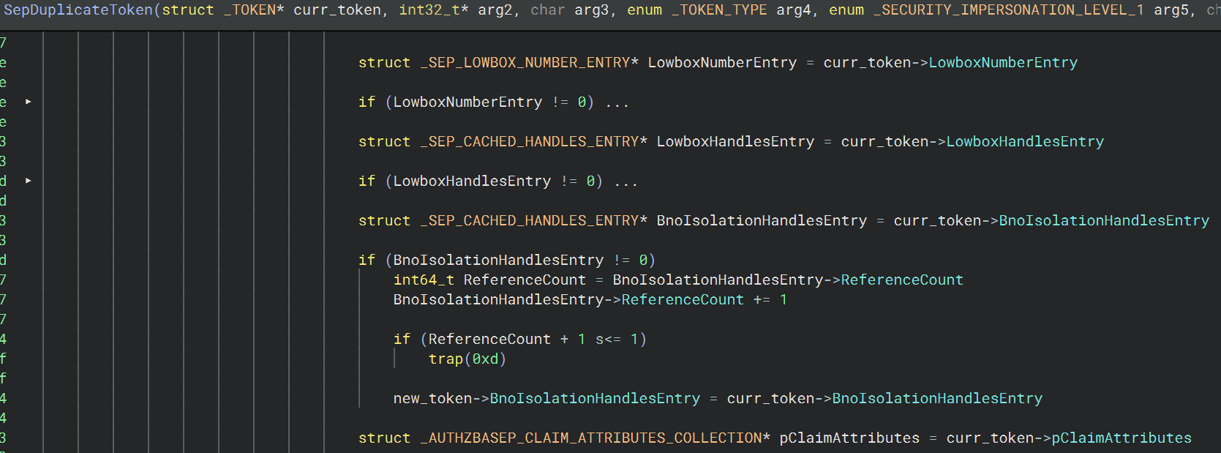 SepDuplicateToken(struct _TOKEN* curr_token, int32_t* arg2, char arg3, enum _TOKEN_TYPE arg4, enum _SECURITY_IMPERSONATION_LEVEL_1 arg5, ch
7
e struct _SEP_LOWBOX_NUMBER_ENTRY* LowboxNumberEntry = curr_token->LowboxNumberEntry
e
e ▸ if (LowboxNumberEntry != 0) ...
e
3 struct _SEP_CACHED_HANDLES_ENTRY* LowboxHandlesEntry = curr_token->LowboxHandlesEntry
3
d ▸ if (LowboxHandlesEntry != 0) ...
d
3 struct _SEP_CACHED_HANDLES_ENTRY* BnoIsolationHandlesEntry = curr_token->BnoIsolationHandlesEntry
3
d if (BnoIsolationHandlesEntry != 0)
7 int64_t ReferenceCount = BnoIsolationHandlesEntry->ReferenceCount
7 BnoIsolationHandlesEntry->ReferenceCount += 1
7
4 if (ReferenceCount + 1 s<= 1)
f trap(0xd)
f
4 new_token->BnoIsolationHandlesEntry = curr_token->BnoIsolationHandlesEntry
4
3 struct _AUTHZBASEP_CLAIM_ATTRIBUTES_COLLECTION* pClaimAttributes = curr_token->pClaimAttributes